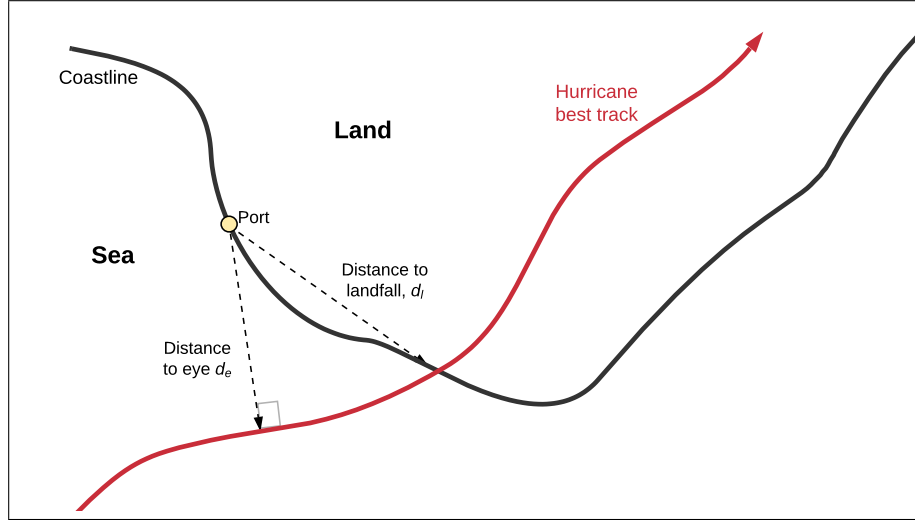 Coastline
Hurricane
best track
Land
Port
Sea
Distance to
landfall, dl
Distance
to eye de